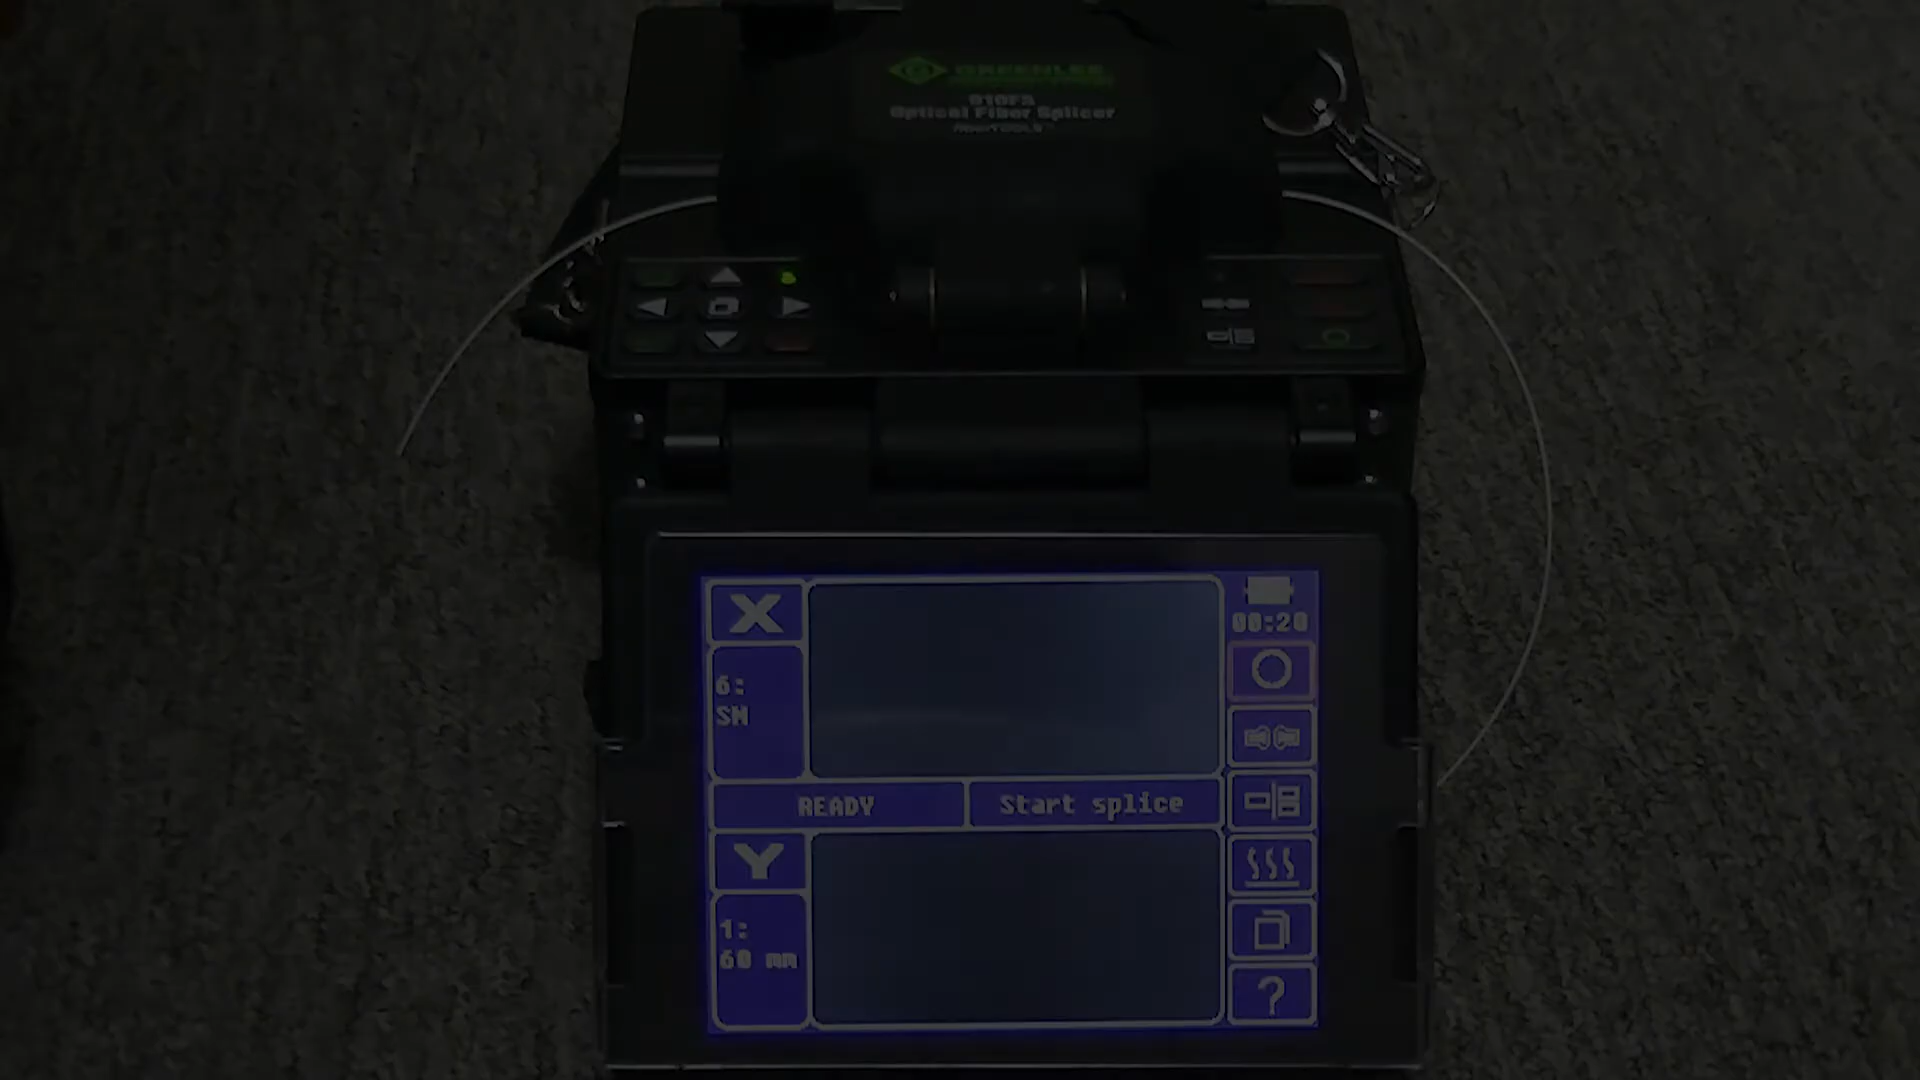 GREENLEE
910FS
Optical Fiber Splicer
X
00:20
6:
SM
READY
Start splice
Y
1:
60 mm
?